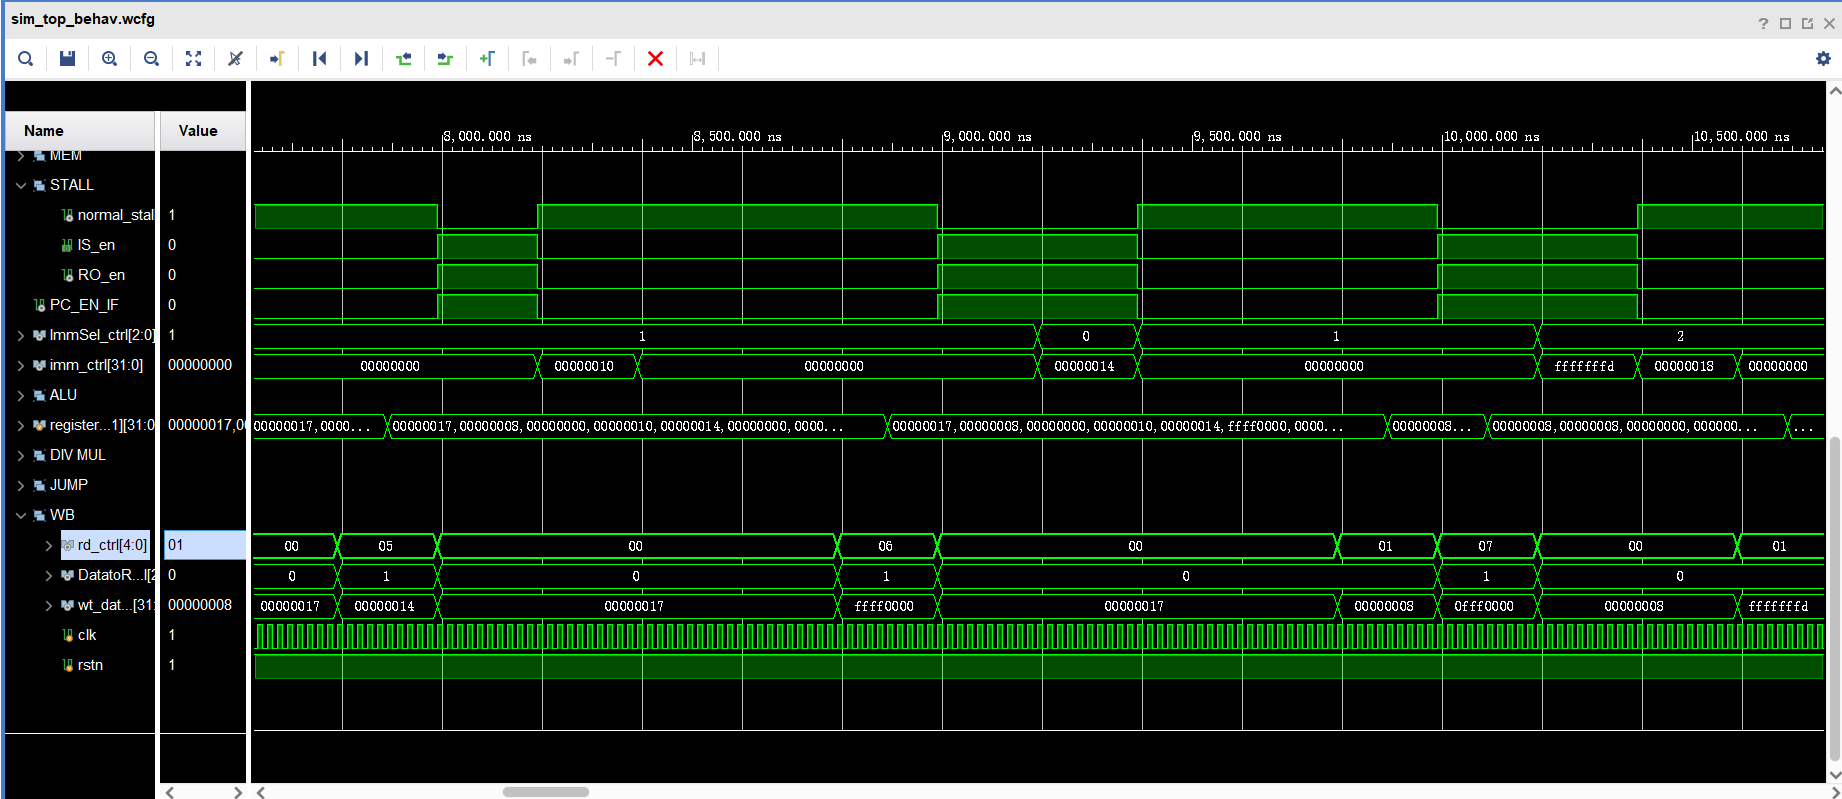 sim_top_behav.wcfg
Name Value
8,000.000 ns 8,500.000 ns 9,000.000 ns 9,500.000 ns 10,000.000 ns 10,500.000 ns
MEM
STALL
normal_stal 1
IS_en 0
RO_en 0
PC_EN_IF 0
ImmSel_ctrl[2:0] 1 1 0 1 2
imm_ctrl[31:0] 00000000 00000000 00000010 00000000 00000014 00000000 fffffffd 00000018 00000000
ALU
register...1][31:0 00000017,0 00000017,0000... 00000017,00000008,00000000,00000010,00000014,00000000,0000... 00000017,00000008,00000000,00000010,00000014,ffff0000,0000... 00000008... 00000008,00000008,00000000,000000... ...
DIV MUL
JUMP
WB
rd_ctrl[4:0] 01 00 05 00 06 00 01 07 00 01
DatatoR...l[2 0 0 1 0 1 0 1 0
wt_dat...[31: 00000008 00000017 00000014 00000017 ffff0000 00000017 00000008 0fff0000 00000008 fffffffd
clk 1
rstn 1